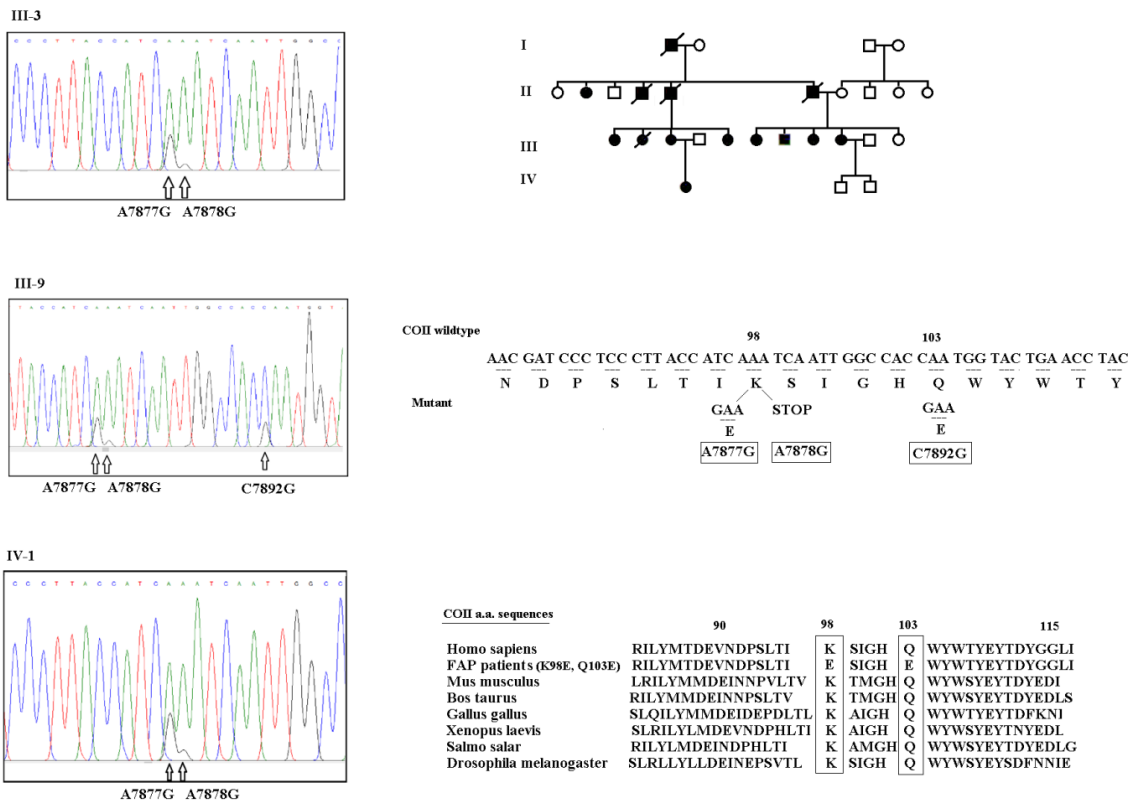 III-3
C C C T T A C C A T C A A A T C A A T T G G C C
A7877G A7878G
I
II
III
IV
III-9
T A C C A T C A A A T C A A T T G G C C A C C A A T G G T A
A7877G A7878G C7892G
98 103
COII wildtype
AAC GAT CCC TCC CTT ACC ATC AAA TCA ATT GGC CAC CAA TGG TAC TGA ACC TAC
N D P S L T I K S I G H Q W Y W T Y
Mutant
GAA STOP GAA
E E
A7877G A7878G C7892G
IV-1
C C C T T A C C A T C A A A T C A A T T G G C C
A7877G A7878G
COII a.a. sequences
90 98 103 115
Homo sapiens RILYMTDEVNDPSLTI K SIGH Q WYWTYEYTDYGGLI
FAP patients (K98E, Q103E) RILYMTDEVNDPSLTI E SIGH E WYWTYEYTDYGGLI
Mus musculus LRILYMMDEINNPVLTV K TMGH Q WYWSYEYTDYEDI
Bos taurus RILYMMDEINNPSLTV K TMGH Q WYWSYEYTDYEDLS
Gallus gallus SLQILYMMDEIDEPDLTL K AIGH Q WYWTYEYTDFKNI
Xenopus laevis SLRILYLMDEVNDPHLTI K AIGH Q WYWSYEYTNYEDL
Salmo salar RILYLMDEINDPHLTI K AMGH Q WYWSYEYTDYEDLG
Drosophila melanogaster SLRLLYLLDEINEPSVTL K SIGH Q WYWSYEYSDFNNIE